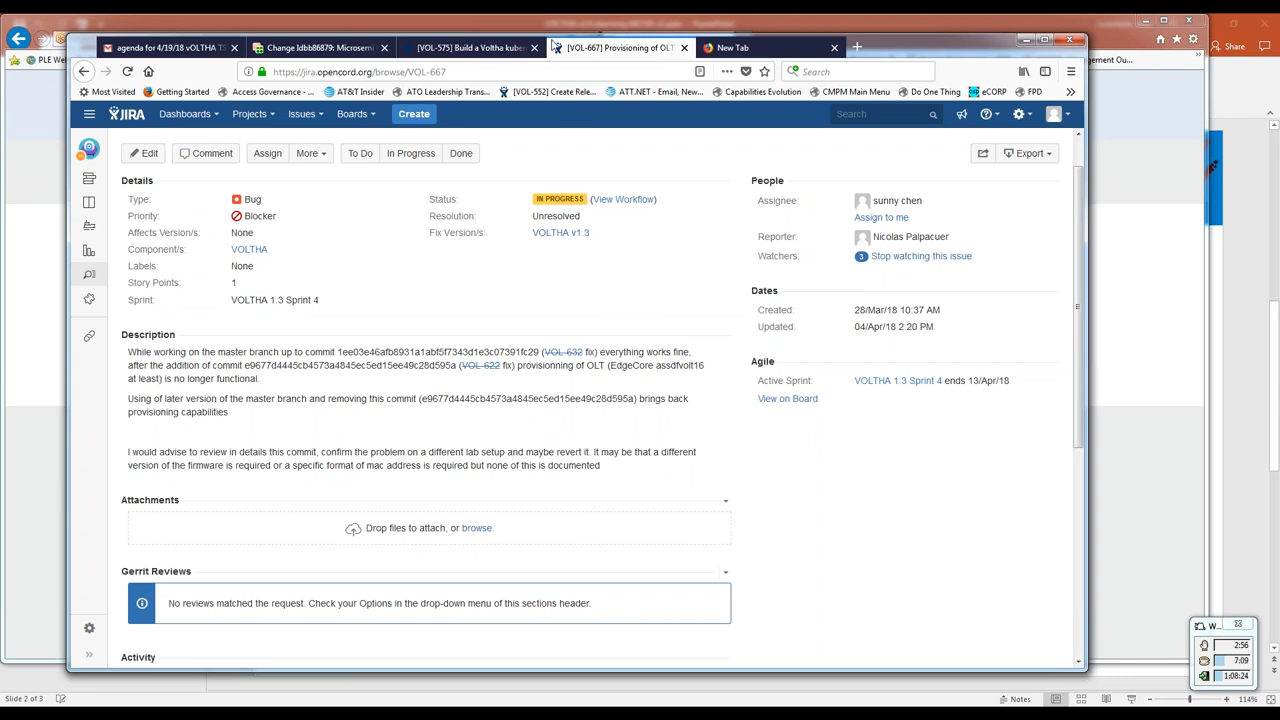 Share
PLE Wel
agement Ou...
agenda for 4/19/18 vOLTHA TS
Change Idbb86879: Microsemi
[VOL-575] Build a Voltha kube
[VOL-667] Provisioning of OLT
New Tab
https://jira.opencord.org/browse/VOL-667
Search
Most Visited
Getting Started
Access Governance -...
AT&T Insider
ATO Leadership Trans...
[VOL-552] Create Rele...
ATT.NET - Email, New...
Capabilities Evolution
CMPM Main Menu
Do One Thing
eCORP
FPD
JIRA
Dashboards
Projects
Issues
Boards
Create
Search
Edit
Comment
Assign
More
To Do
In Progress
Done
Export
Details
Type: Bug
Status: IN PROGRESS (View Workflow)
Priority: Blocker
Resolution: Unresolved
Affects Version/s: None
Fix Version/s: VOLTHA v1.3
Component/s: VOLTHA
Labels: None
Story Points: 1
Sprint: VOLTHA 1.3 Sprint 4
People
Assignee: sunny chen
Assign to me
Reporter: Nicolas Palpacuer
Watchers: 3 Stop watching this issue
Dates
Created: 28/Mar/18 10:37 AM
Updated: 04/Apr/18 2:20 PM
Agile
Active Sprint: VOLTHA 1.3 Sprint 4 ends 13/Apr/18
View on Board
Description
While working on the master branch up to commit 1ee03e46afb8931a1abf5f7343d1e3c07391fc29 (VOL-632 fix) everything works fine,
after the addition of commit e9677d4445cb4573a4845ec5ed15ee49c28d595a (VOL-622 fix) provisionning of OLT (EdgeCore assdfvolt16
at least) is no longer functional.
Using of later version of the master branch and removing this commit (e9677d4445cb4573a4845ec5ed15ee49c28d595a) brings back
provisioning capabilities
I would advise to review in details this commit, confirm the problem on a different lab setup and maybe revert it. It may be that a different
version of the firmware is required or a specific format of mac address is required but none of this is documented
Attachments
Drop files to attach, or browse.
Gerrit Reviews
No reviews matched the request. Check your Options in the drop-down menu of this sections header.
Activity
W...
2:56
7:09
1:08:24
Slide 2 of 3
Notes
114%